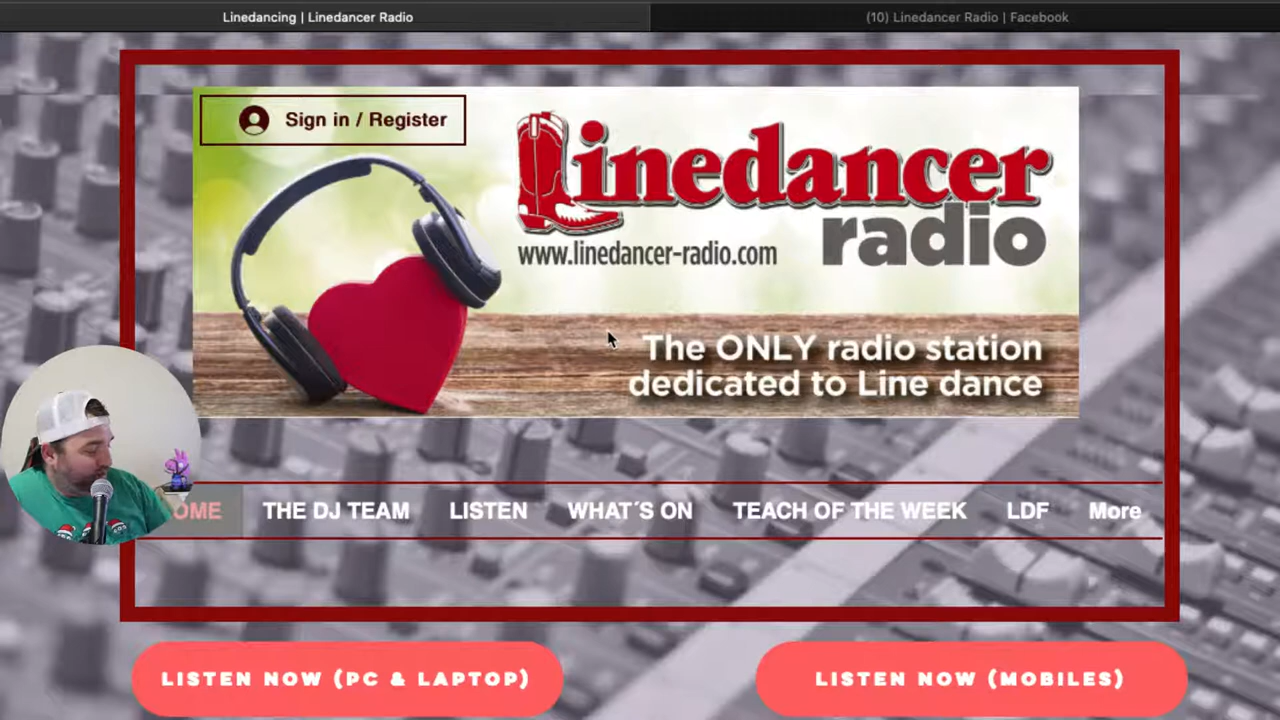 Linedancing | Linedancer Radio
(10) Linedancer Radio | Facebook
Sign in / Register
Linedancer
radio
www.linedancer-radio.com
The ONLY radio station
dedicated to Line dance
OME THE DJ TEAM LISTEN WHAT´S ON TEACH OF THE WEEK LDF More
LISTEN NOW (PC & LAPTOP) LISTEN NOW (MOBILES)